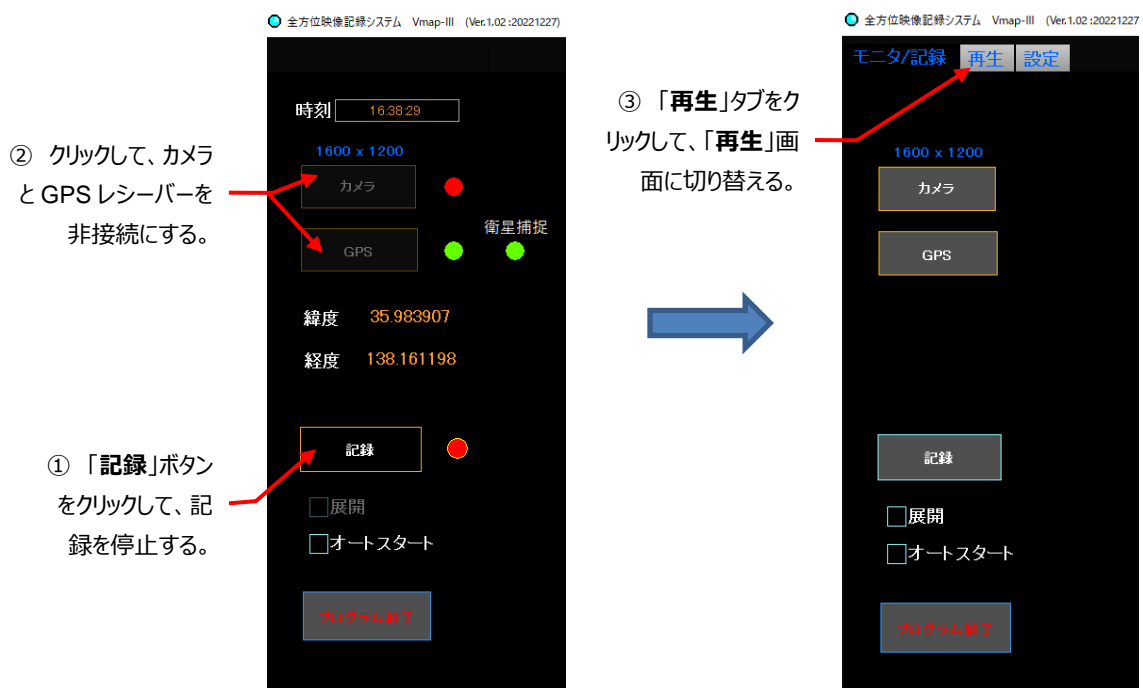 全方位映像記録システム Vmap-III (Ver.1.02 :20221227)
時刻 16:38:29
② クリックして、カメラ
とGPSレシーバーを
非接続にする。
1600 x 1200
カメラ
GPS
衛星捕捉
緯度 35.983907
経度 138.161198
① 「記録」ボタン
をクリックして、記
録を停止する。
記録
展開
オートスタート
プログラム終了
③ 「再生」タブをク
リックして、「再生」画
面に切り替える。
全方位映像記録システム Vmap-III (Ver.1.02 :20221227
モニタ/記録 再生 設定
1600 x 1200
カメラ
GPS
記録
展開
オートスタート
プログラム終了